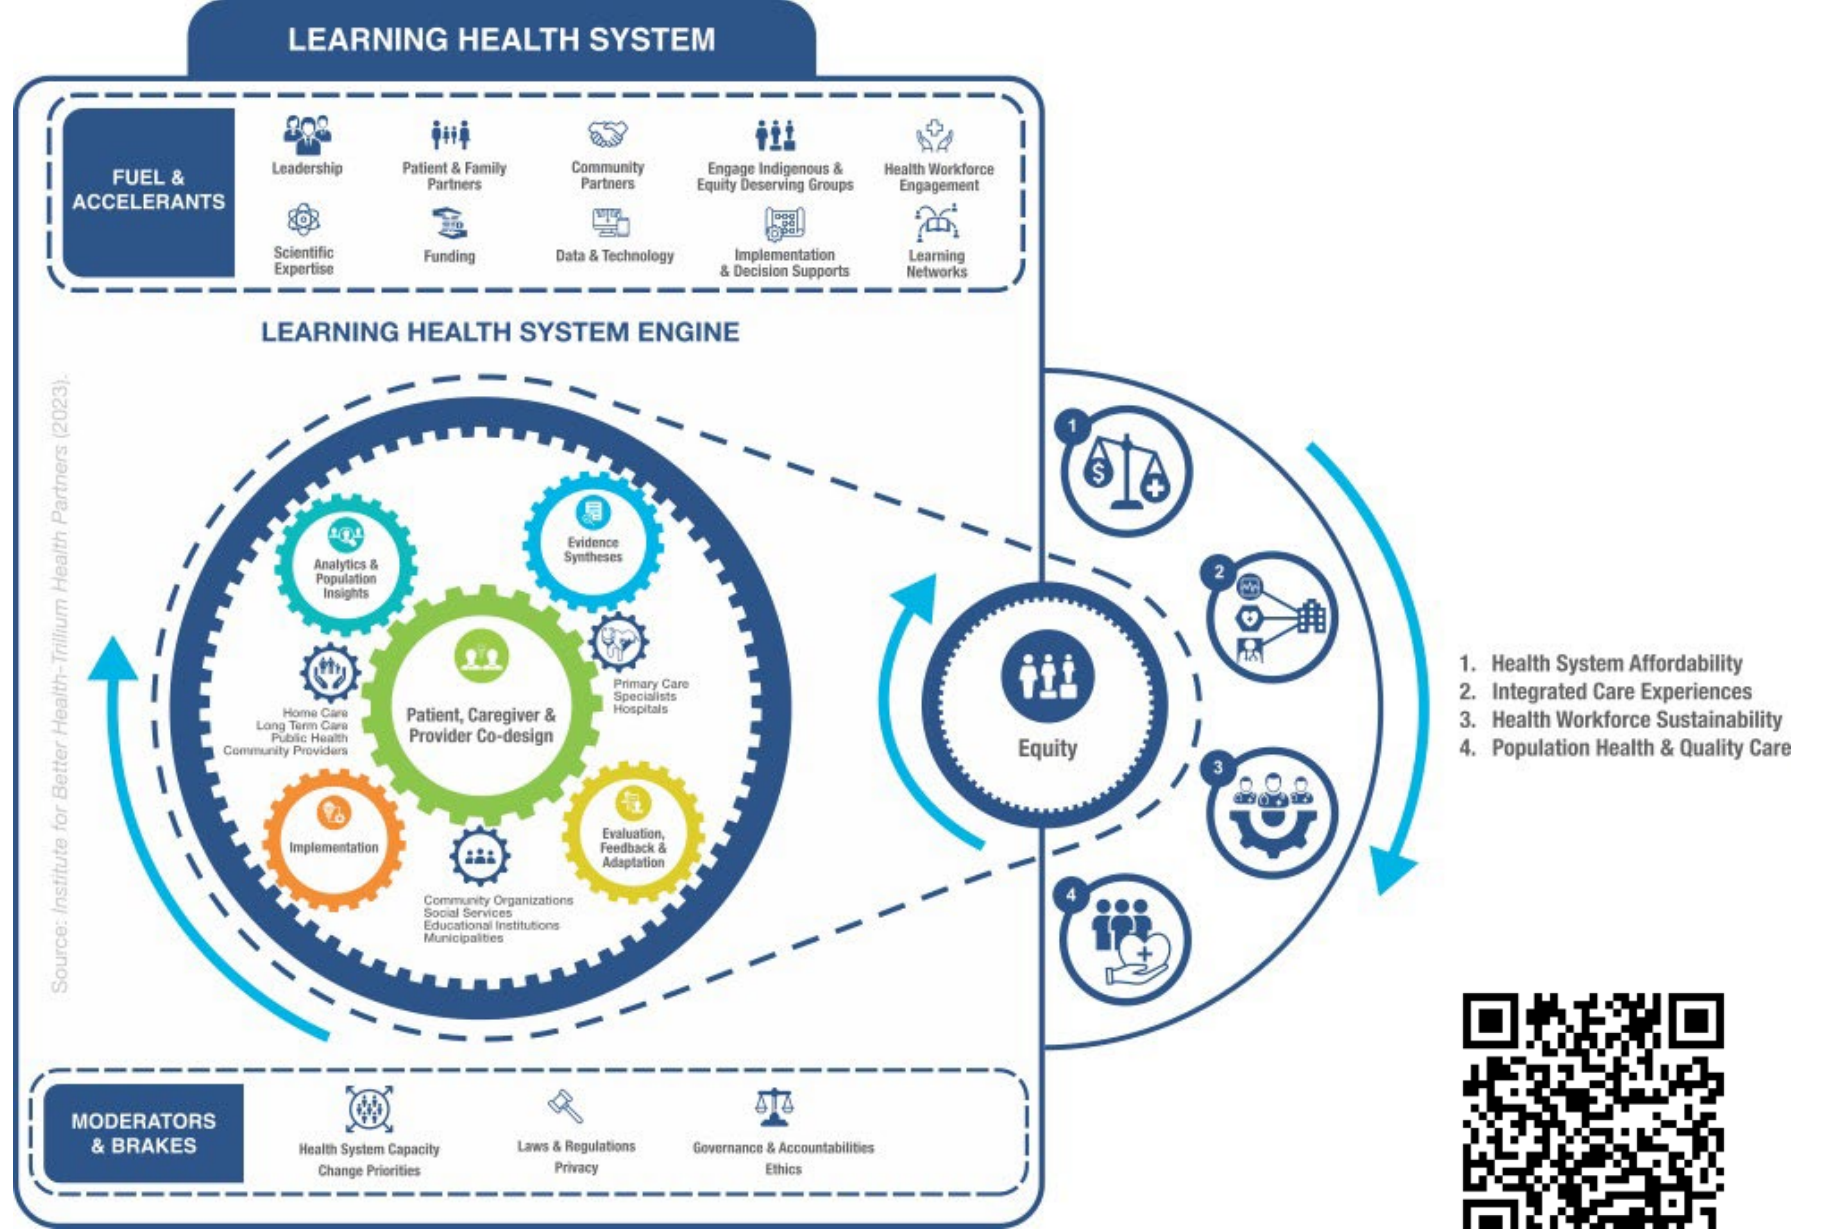 LEARNING HEALTH SYSTEM
FUEL &
ACCELERANTS
Leadership
Patient & Family
Partners
Community
Partners
Engage Indigenous &
Equity Deserving Groups
Health Workforce
Engagement
Scientific
Expertise
Funding
Data & Technology
Implementation
& Decision Supports
Learning
Networks
LEARNING HEALTH SYSTEM ENGINE
Source: Institute for Better Health-Trillium Health Partners (2023).
Analytics &
Population
Insights
Evidence
Syntheses
Home Care
Long Term Care
Public Health
Community Providers
Patient, Caregiver &
Provider Co-design
Primary Care
Specialists
Hospitals
Implementation
Evaluation,
Feedback &
Adaptation
Community Organizations
Social Services
Educational Institutions
Municipalities
Equity
1
$
2
3
4
1. Health System Affordability
2. Integrated Care Experiences
3. Health Workforce Sustainability
4. Population Health & Quality Care
MODERATORS
& BRAKES
Health System Capacity
Change Priorities
Laws & Regulations
Privacy
Governance & Accountabilities
Ethics